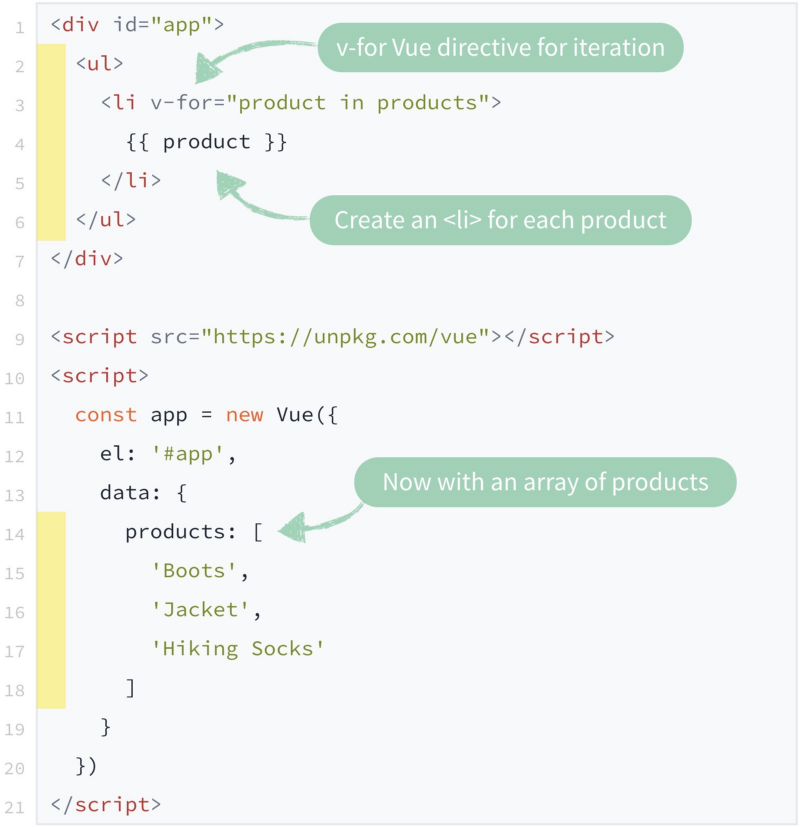 1 <div id="app">
v-for Vue directive for iteration
2 <ul>
3 <li v-for="product in products">
4 {{ product }}
5 </li>
Create an <li> for each product
6 </ul>
7 </div>
8
9 <script src="https://unpkg.com/vue"></script>
10 <script>
11 const app = new Vue({
12 el: '#app',
Now with an array of products
13 data: {
14 products: [
15 'Boots',
16 'Jacket',
17 'Hiking Socks'
18 ]
19 }
20 })
21 </script>